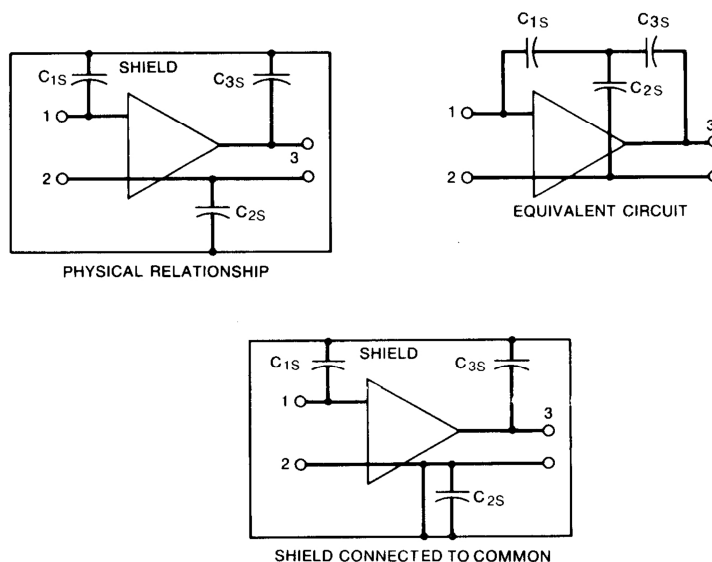 SHIELD
C1S
C3S
1
3
2
C2S
PHYSICAL RELATIONSHIP
C1S
C3S
C2S
1
3
2
EQUIVALENT CIRCUIT
SHIELD
C1S
C3S
1
3
2
C2S
SHIELD CONNECTED TO COMMON